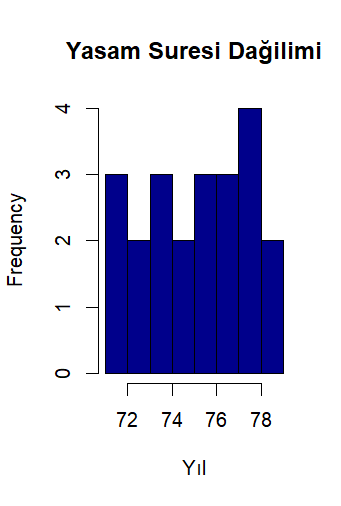 Yasam Suresi Dağilimi
Frequency
4
3
2
1
0
72 74 76 78
Yıl